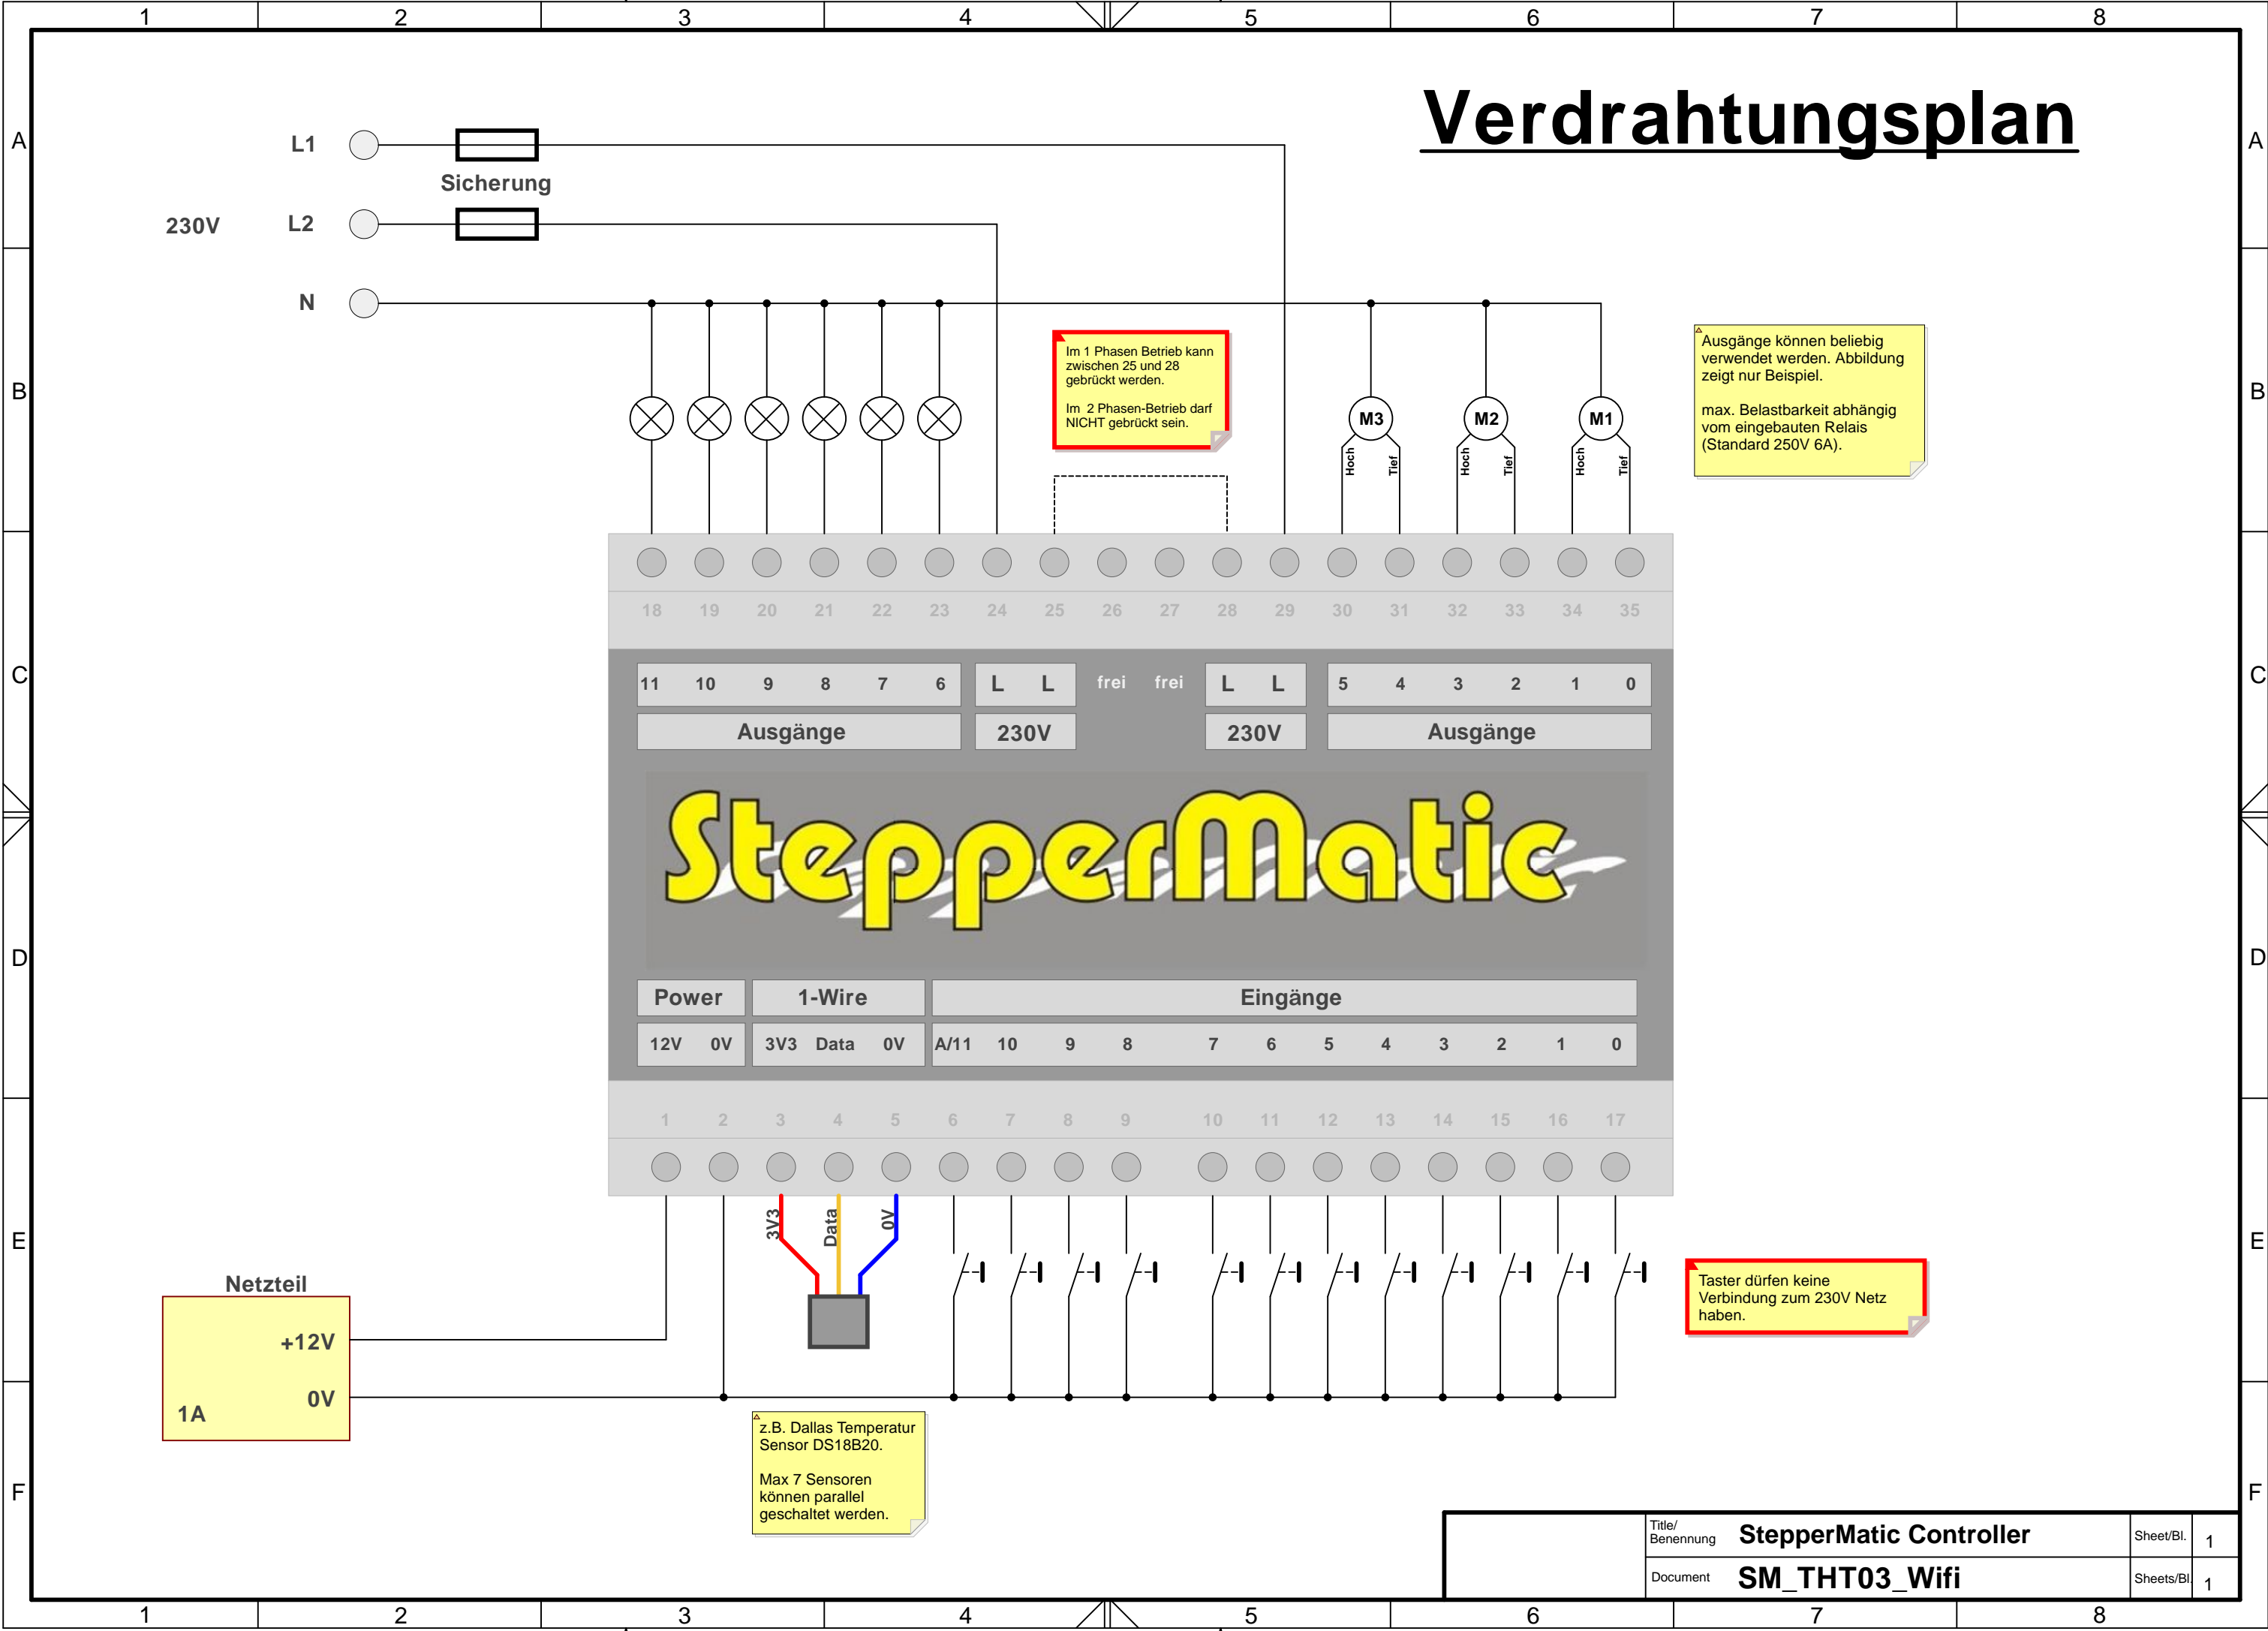 1 2 3 4 5 6 7 8
Verdrahtungsplan
A A
L1
Sicherung
230V L2
N
B B
Im 1 Phasen Betrieb kann
zwischen 25 und 28
gebrückt werden.
Im 2 Phasen-Betrieb darf
NICHT gebrückt sein.
M3 M2 M1
Hoch Tief Hoch Tief Hoch Tief
Ausgänge können beliebig
verwendet werden. Abbildung
zeigt nur Beispiel.
max. Belastbarkeit abhängig
vom eingebauten Relais
(Standard 250V 6A).
18 19 20 21 22 23 24 25 26 27 28 29 30 31 32 33 34 35
C C
11 10 9 8 7 6 L L frei frei L L 5 4 3 2 1 0
Ausgänge 230V 230V Ausgänge
StepperMatic
D D
Power 1-Wire Eingänge
12V 0V 3V3 Data 0V A/11 10 9 8 7 6 5 4 3 2 1 0
1 2 3 4 5 6 7 8 9 10 11 12 13 14 15 16 17
3V3 Data 0V
E E
Netzteil
+12V
0V
1A
Taster dürfen keine
Verbindung zum 230V Netz
haben.
z.B. Dallas Temperatur
Sensor DS18B20.
Max 7 Sensoren
können parallel
geschaltet werden.
F F
Title/
Benennung StepperMatic Controller Sheet/Bl. 1
Document SM_THT03_Wifi Sheets/Bl. 1
1 2 3 4 5 6 7 8